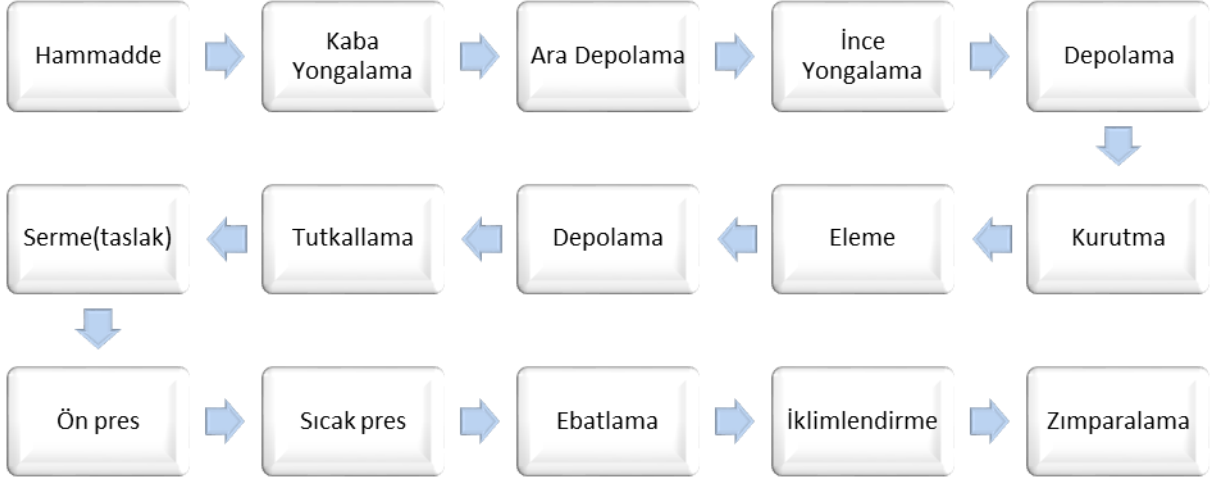 Hammadde
Kaba
Yongalama
Ara Depolama
İnce
Yongalama
Depolama
Kurutma
Eleme
Depolama
Tutkallama
Serme(taslak)
Ön pres
Sıcak pres
Ebatlama
İklimlendirme
Zımparalama